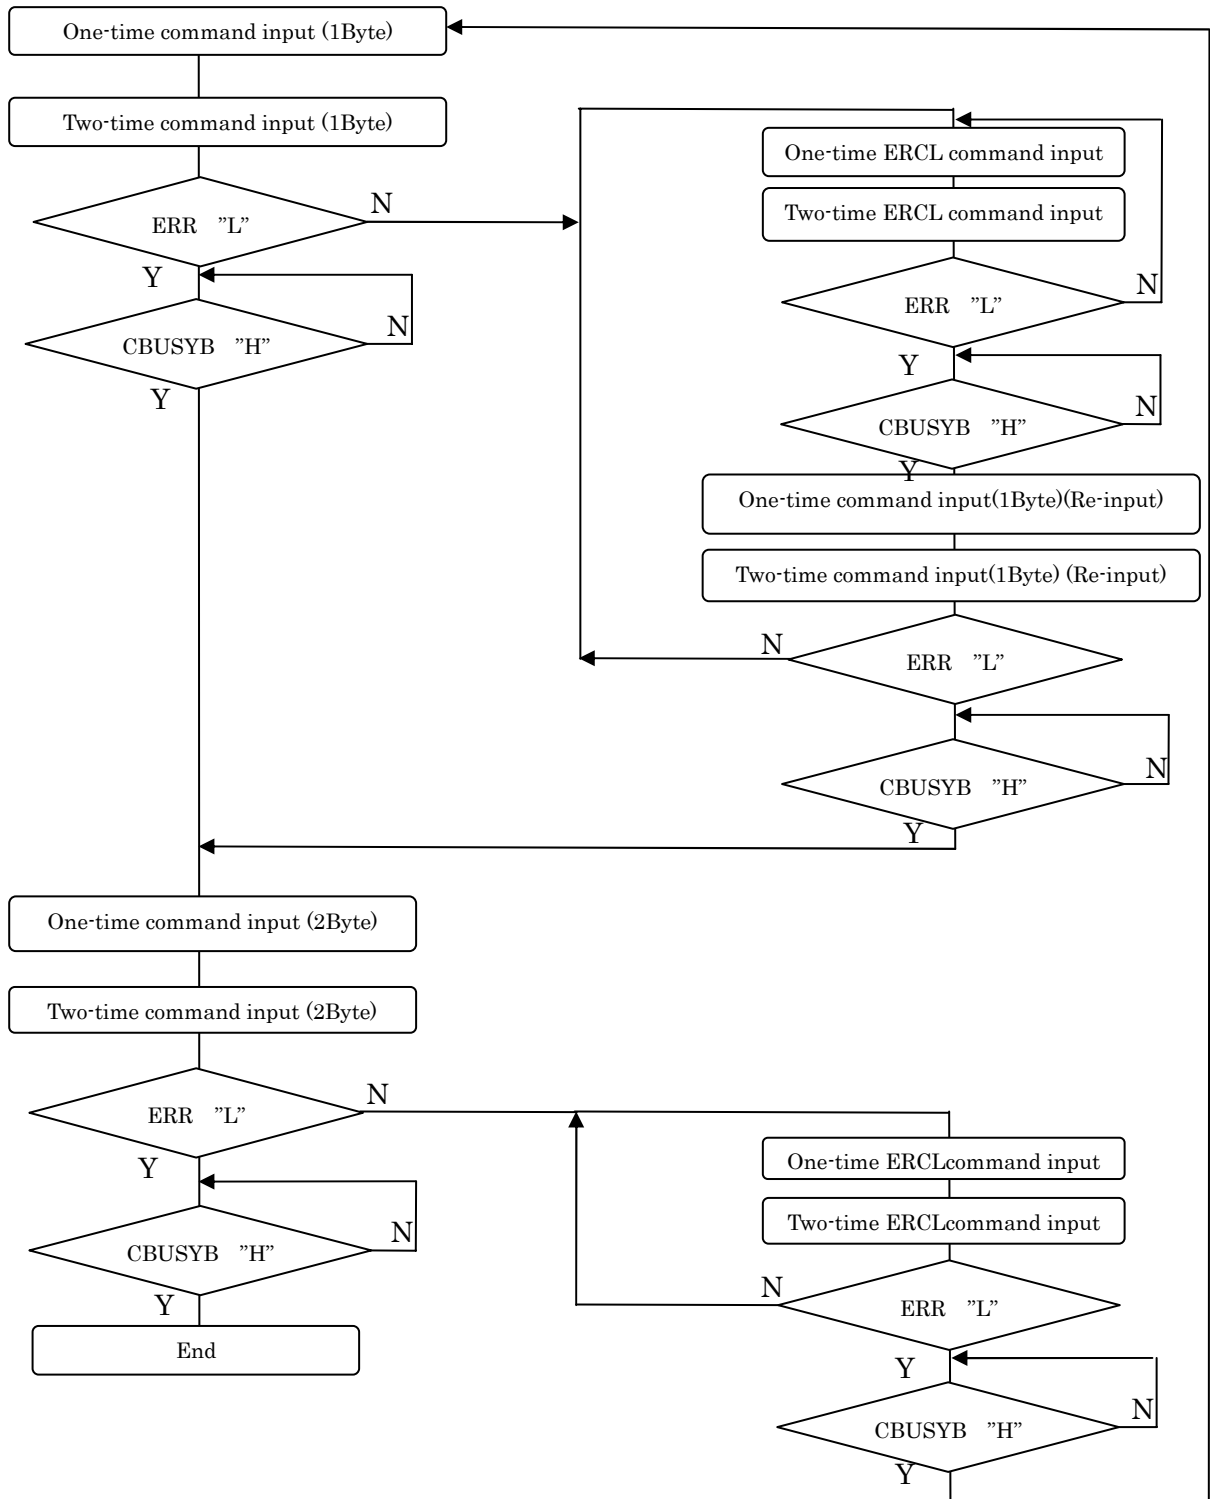 One-time command input (1Byte)
Two-time command input (1Byte)
ERR ”L”
N
Y
CBUSYB ”H”
N
Y
One-time ERCL command input
Two-time ERCL command input
ERR ”L”
N
Y
CBUSYB ”H”
N
Y
One-time command input(1Byte)(Re-input)
Two-time command input(1Byte) (Re-input)
N
ERR ”L”
CBUSYB ”H”
N
Y
One-time command input (2Byte)
Two-time command input (2Byte)
ERR ”L”
N
Y
CBUSYB ”H”
N
Y
End
One-time ERCLcommand input
Two-time ERCLcommand input
N
ERR ”L”
Y
CBUSYB ”H”
N
Y